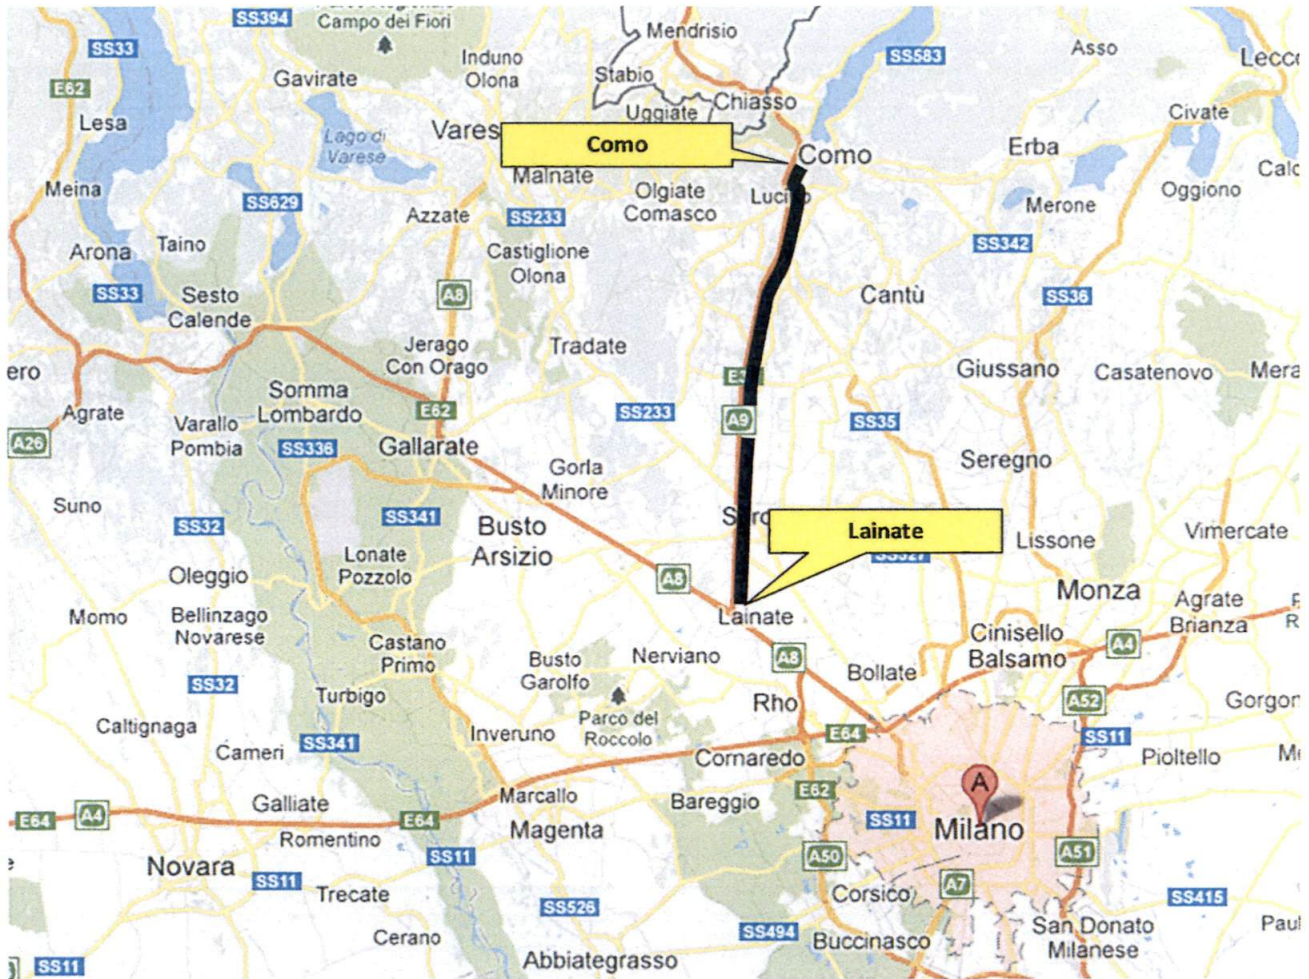 SS394
Campo dei Fiori
Mendrisio
SS33
Induno
Olona
SS583
Asso
Lecco
Gavirate
Stabio
E62
Chiasso
Civate
Lesa
Uggiate
Lago di
Varese
Como
Como
Erba
Malnate
Meina
Olgiate
Comasco
Oggiono
SS629
Azzate
SS233
Merone
Arona
Taino
Castiglione
Olona
SS342
SS33
Sesto
Calende
A8
Cantù
SS36
Jerago
Con Orago
Tradate
Giussano
Casatenovo
Somma
Lombardo
Agrate
Varallo
Pombia
E62
SS233
A9
SS35
A26
SS336
Gallarate
Seregno
Gorla
Minore
Suno
SS32
SS341
Busto
Arsizio
Lainate
Lissone
Vimercate
Lonate
Pozzolo
Oleggio
A8
Monza
Momo
Bellinzago
Novarese
Lainate
Agrate
Brianza
Castano
Primo
Cinisello
Balsamo
A4
Busto
Garolfo
Nerviano
A8
Bollate
SS32
Turbigo
Rho
A52
Parco del
Roccolo
Caltignaga
Cameri
SS341
Inveruno
E64
SS11
Cornaredo
Pioltello
Galliate
Marcallo
Bareggio
E62
A
E64
A4
E64
Romentino
Magenta
SS11
Milano
Novara
SS11
A50
A51
SS11
Trecate
A7
Corsico
SS415
SS526
Cerano
SS494
Buccinasco
San Donato
Milanese
SS11
Abbiategrasso